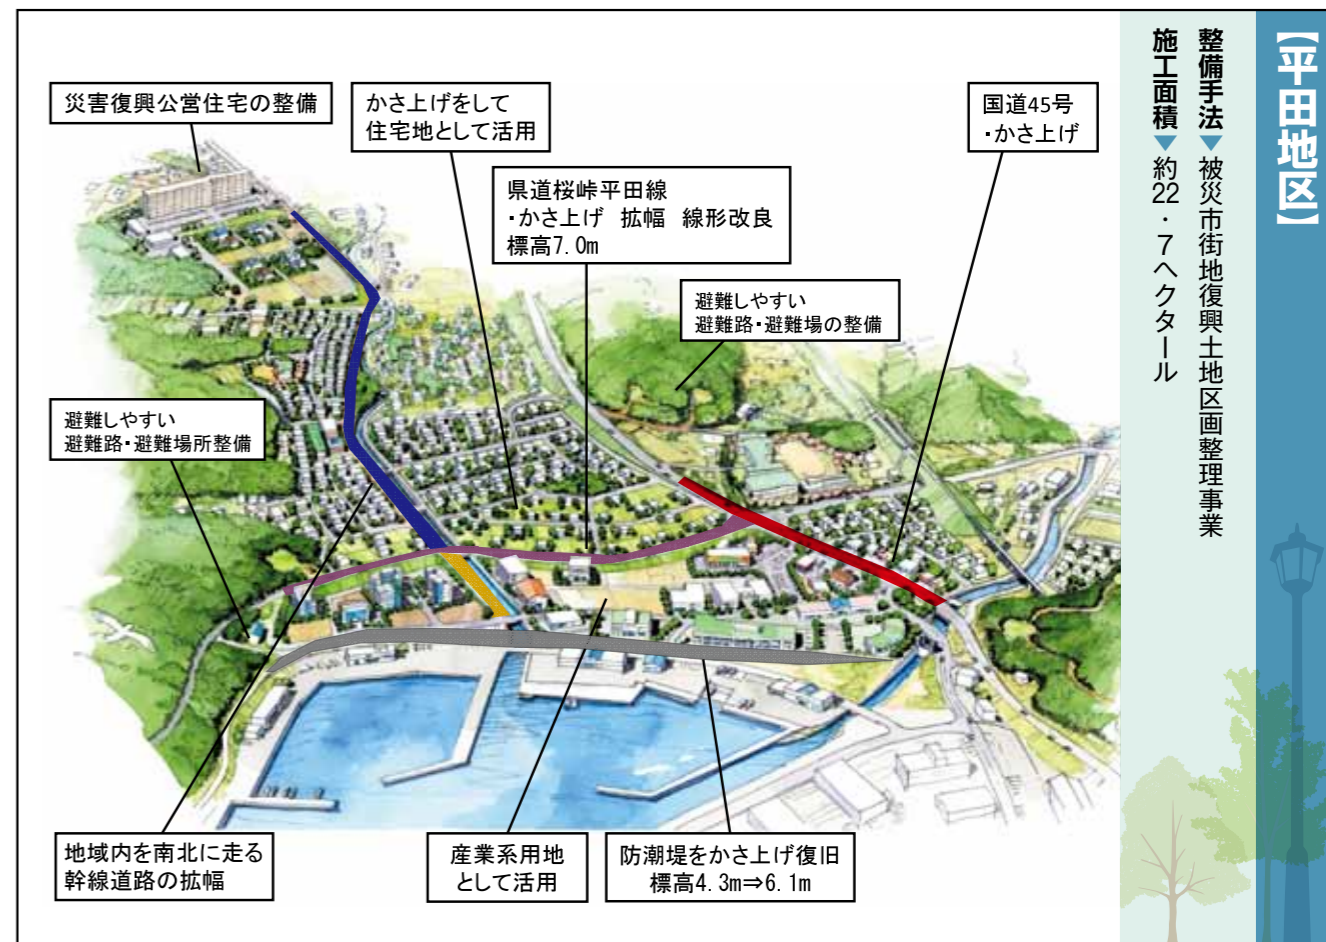 【平田地区】
整備手法▼被災市街地復興土地区画整理事業
施工面積▼約22・7ヘクタール
災害復興公営住宅の整備
かさ上げをして
住宅地として活用
国道45号
・かさ上げ
県道桜峠平田線
・かさ上げ 拡幅 線形改良
標高7.0m
避難しやすい
避難路・避難場の整備
避難しやすい
避難路・避難場所整備
地域内を南北に走る
幹線道路の拡幅
産業系用地
として活用
防潮堤をかさ上げ復旧
標高4.3m⇒6.1m